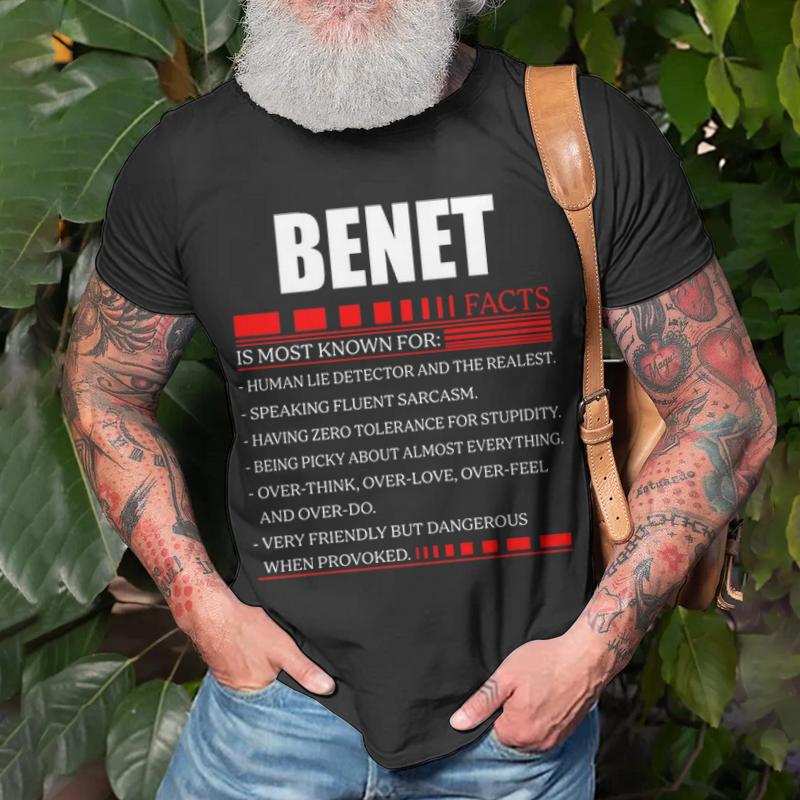 BENET
FACTS
IS MOST KNOWN FOR:
- HUMAN LIE DETECTOR AND THE REALEST.
- SPEAKING FLUENT SARCASM.
- HAVING ZERO TOLERANCE FOR STUPIDITY.
- BEING PICKY ABOUT ALMOST EVERYTHING.
- OVER-THINK, OVER-LOVE, OVER-FEEL
AND OVER-DO.
- VERY FRIENDLY BUT DANGEROUS
WHEN PROVOKED.
Estuardo